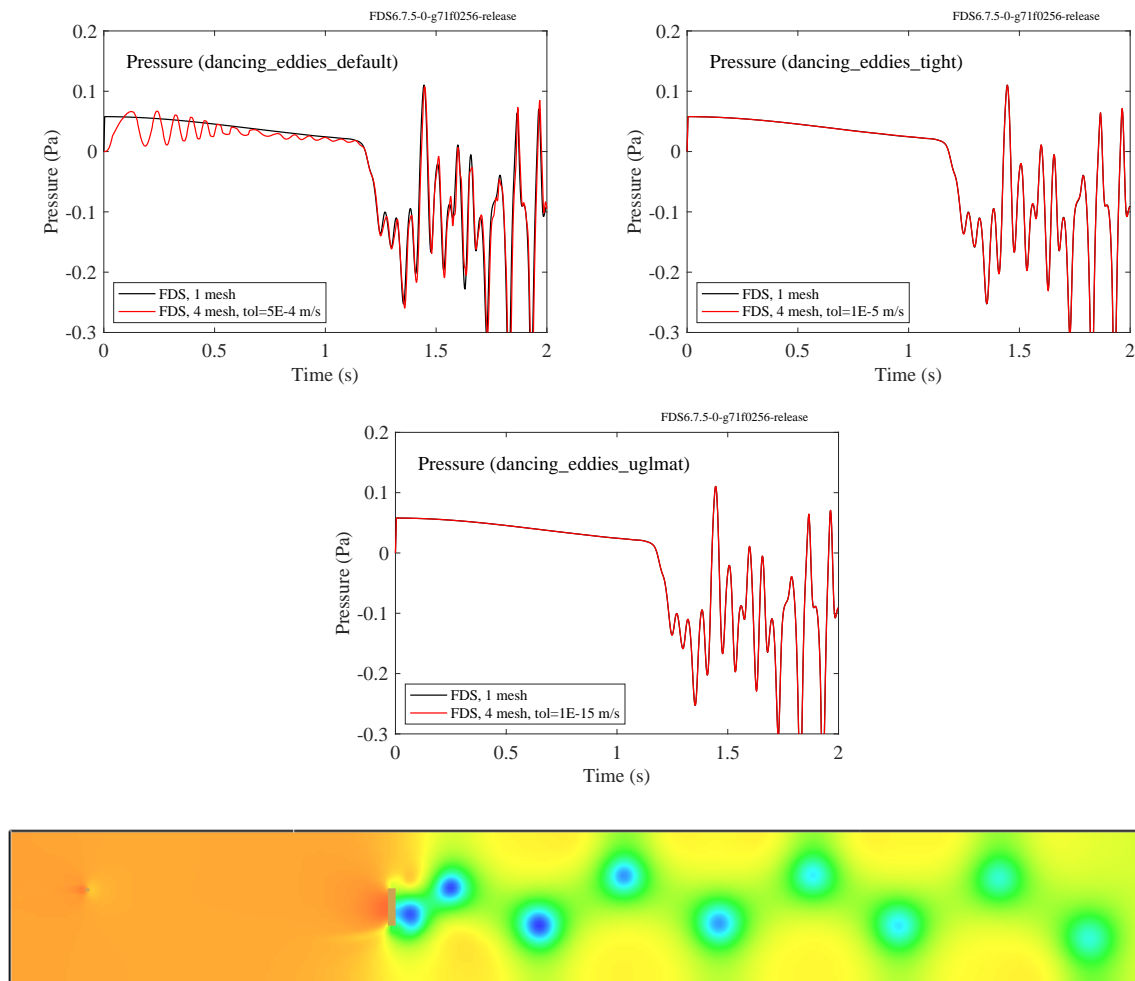 FDS6.7.5-0-g71f0256-release
Pressure (dancing_eddies_default)
0.2
0.1
0
-0.1
-0.2
-0.3
Pressure (Pa)
FDS, 1 mesh
FDS, 4 mesh, tol=5E-4 m/s
0
0.5
1
1.5
2
Time (s)
FDS6.7.5-0-g71f0256-release
Pressure (dancing_eddies_tight)
0.2
0.1
0
-0.1
-0.2
-0.3
Pressure (Pa)
FDS, 1 mesh
FDS, 4 mesh, tol=1E-5 m/s
0
0.5
1
1.5
2
Time (s)
FDS6.7.5-0-g71f0256-release
Pressure (dancing_eddies_uglmat)
0.2
0.1
0
-0.1
-0.2
-0.3
Pressure (Pa)
FDS, 1 mesh
FDS, 4 mesh, tol=1E-15 m/s
0
0.5
1
1.5
2
Time (s)